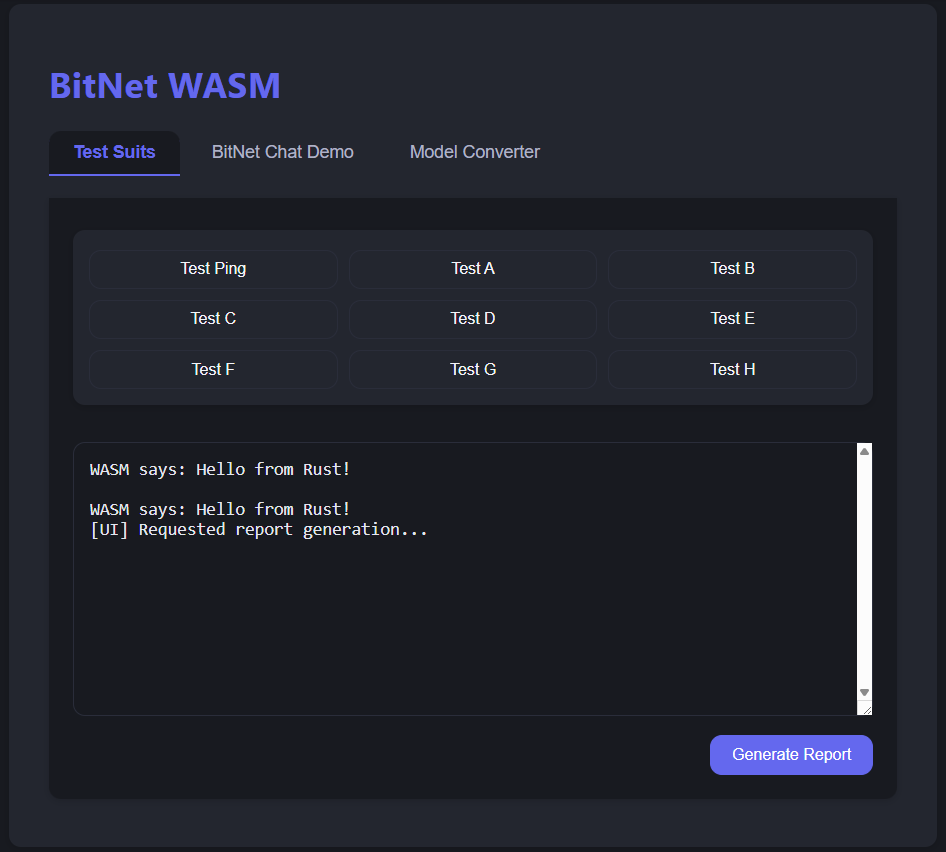 BitNet WASM
Test Suits BitNet Chat Demo Model Converter
Test Ping Test A Test B
Test C Test D Test E
Test F Test G Test H
WASM says: Hello from Rust!
WASM says: Hello from Rust!
[UI] Requested report generation...
Generate Report